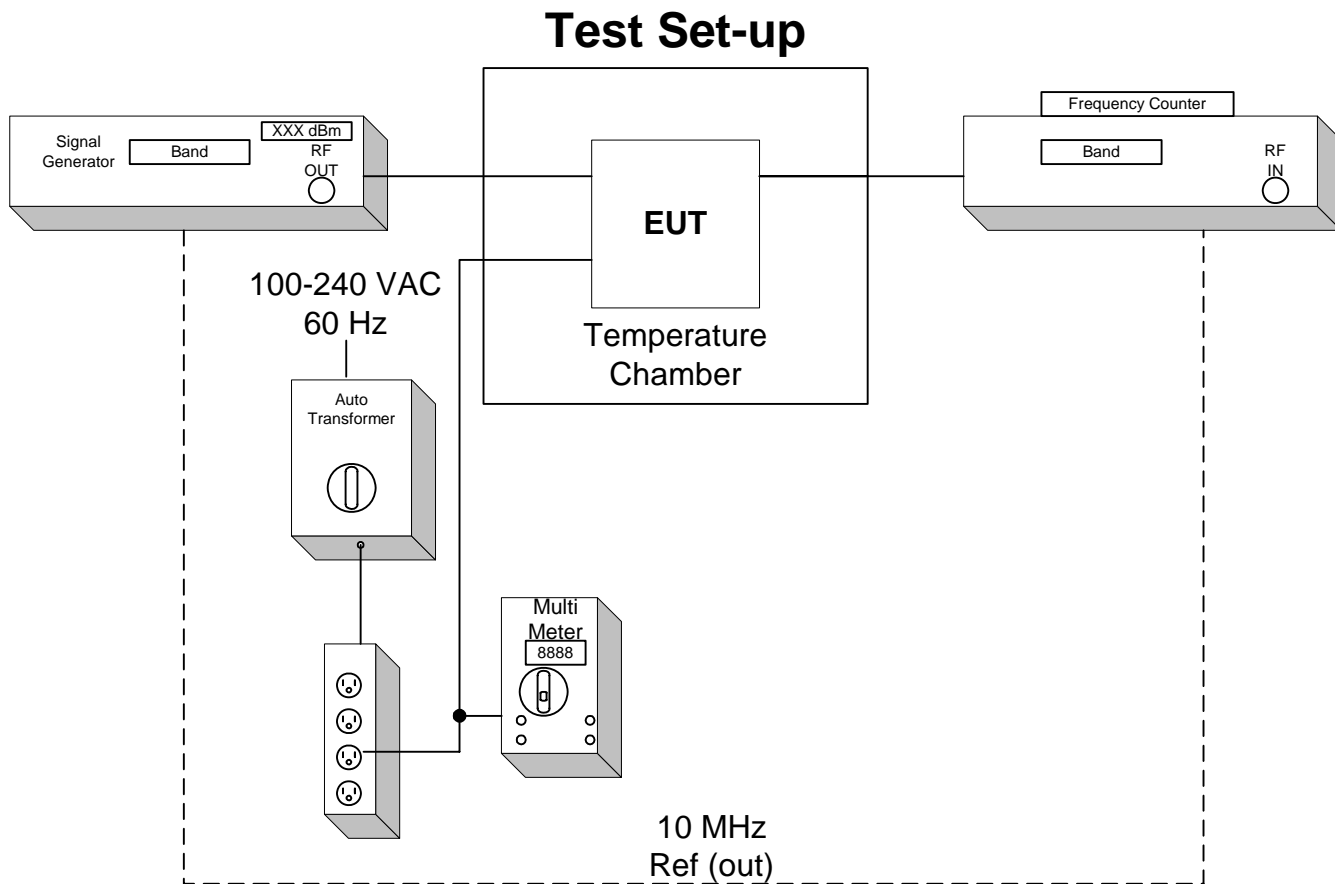 Test Set-up
Signal
Generator
Band
XXX dBm
RF
OUT
EUT
Temperature
Chamber
Frequency Counter
Band
RF
IN
100-240 VAC
60 Hz
Auto
Transformer
Multi
Meter
8888
10 MHz
Ref (out)